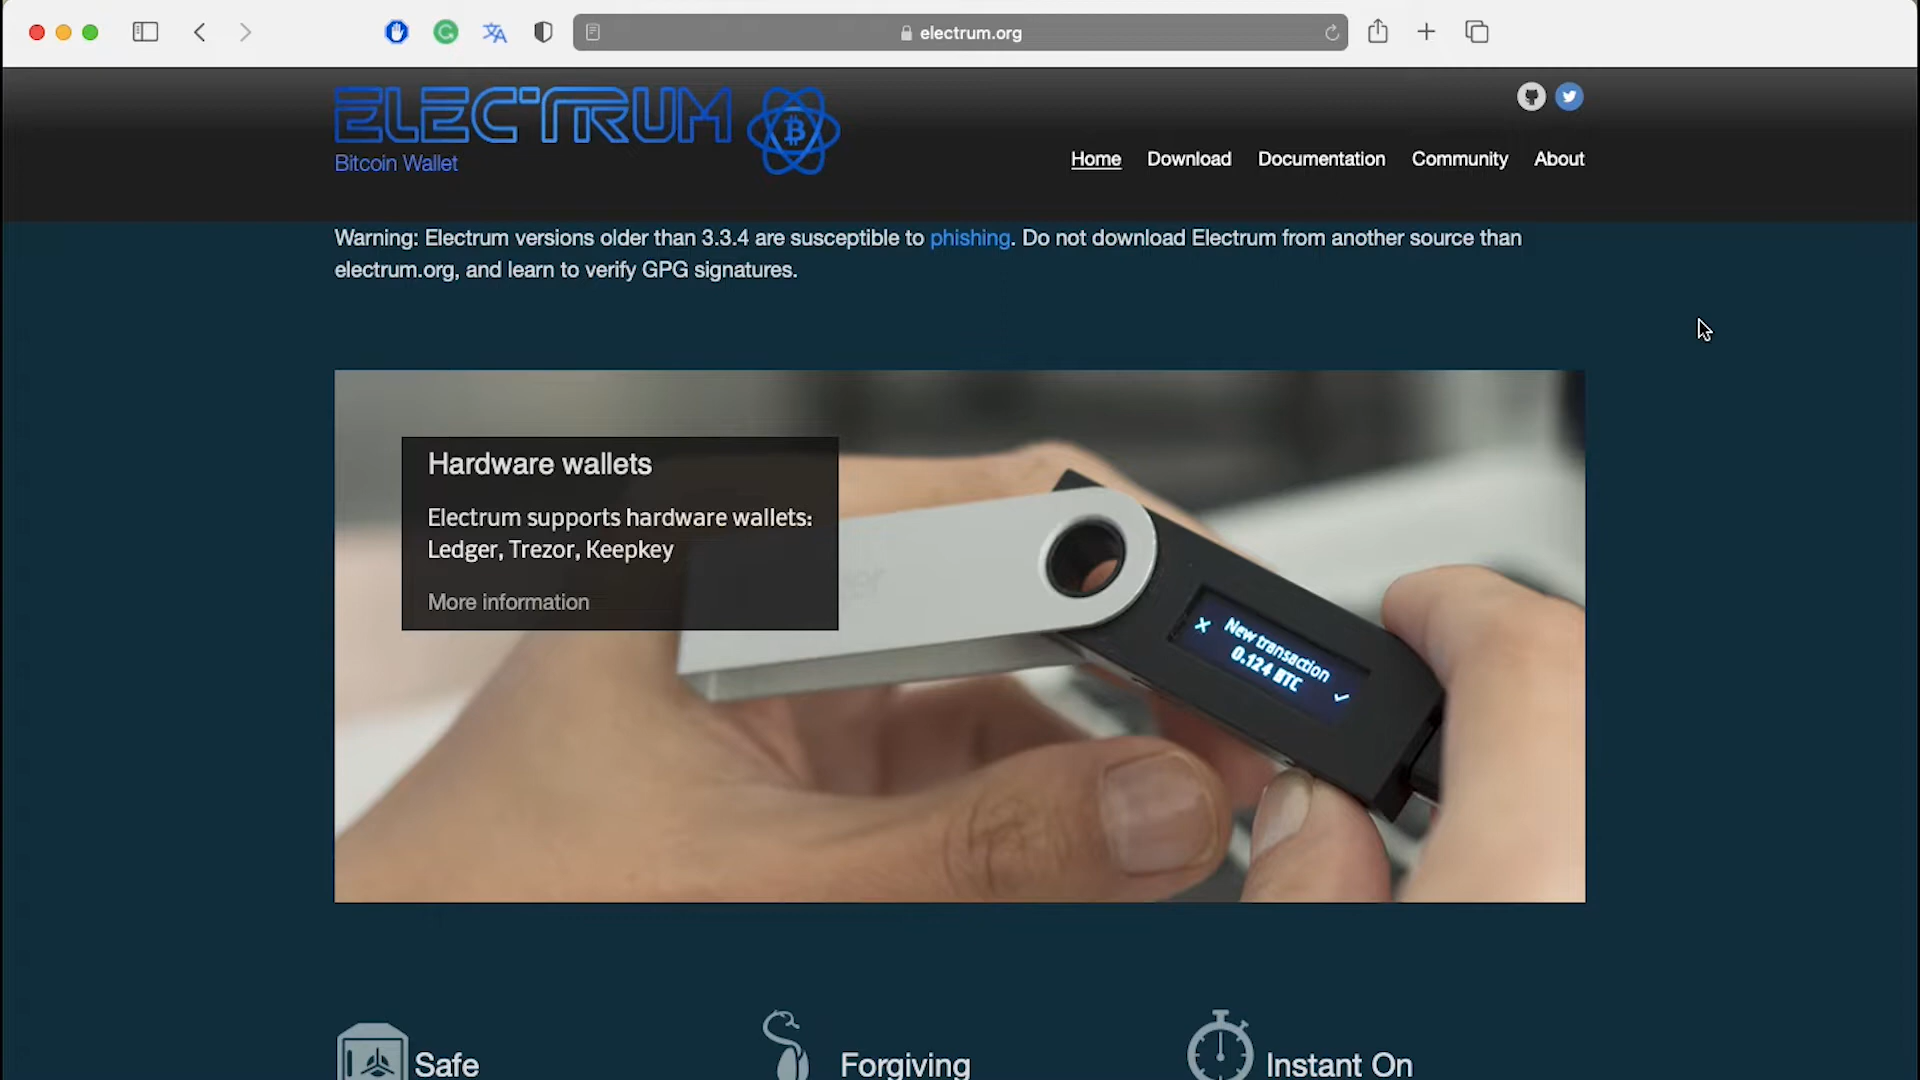 electrum.org
ELECTRUM
Bitcoin Wallet
Home Download Documentation Community About
Warning: Electrum versions older than 3.3.4 are susceptible to phishing. Do not download Electrum from another source than
electrum.org, and learn to verify GPG signatures.
Hardware wallets
Electrum supports hardware wallets:
Ledger, Trezor, Keepkey
More information
New transaction
0.124 BTC
Safe
Forgiving
Instant On